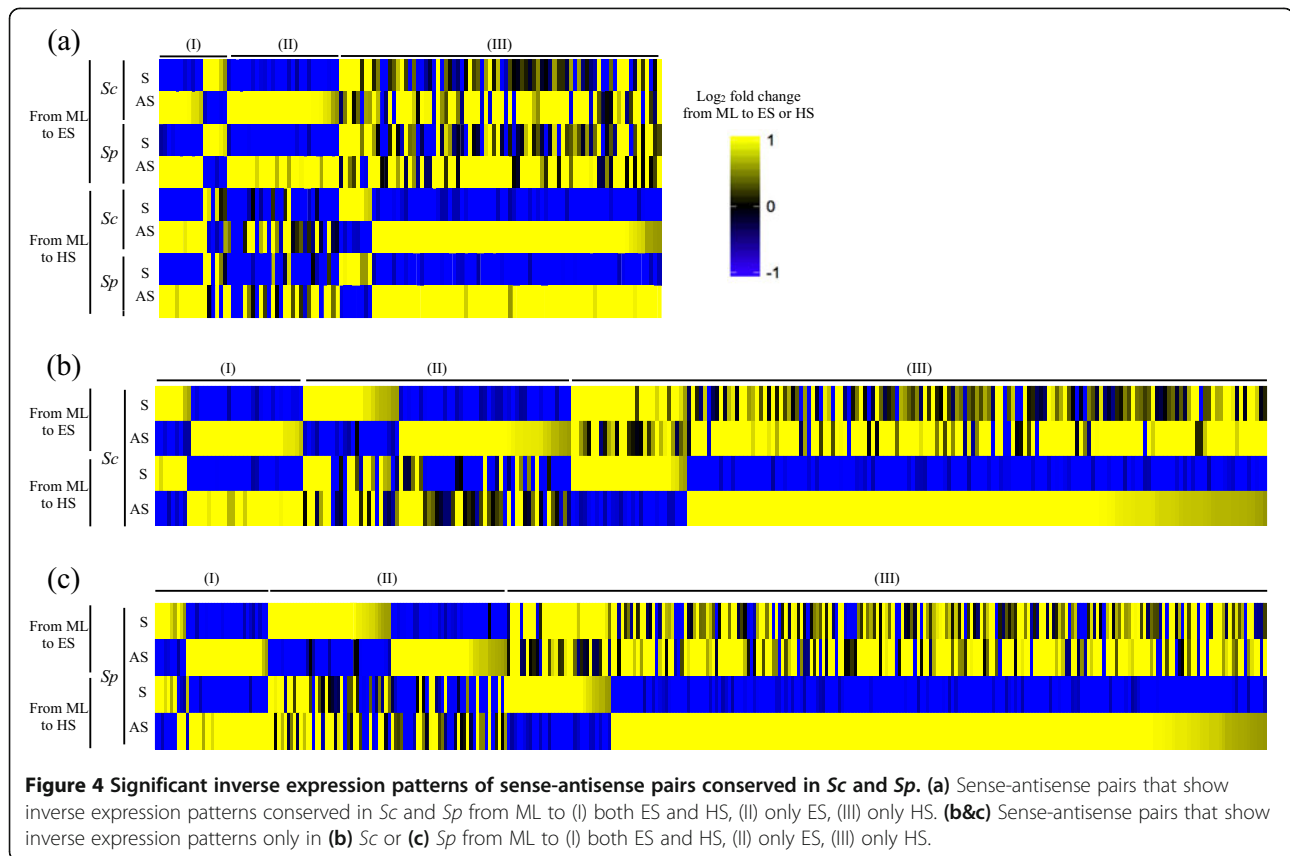 (a)
(I) (II) (III)
From ML to ES
Sc
S
AS
Sp
S
AS
From ML to HS
Sc
S
AS
Sp
S
AS
Log2 fold change
from ML to ES or HS
1
0
-1
(b)
(I) (II) (III)
From ML to ES
From ML to HS
Sc
S
AS
S
AS
(c)
(I) (II) (III)
From ML to ES
From ML to HS
Sp
S
AS
S
AS
Figure 4 Significant inverse expression patterns of sense-antisense pairs conserved in Sc and Sp. (a) Sense-antisense pairs that show
inverse expression patterns conserved in Sc and Sp from ML to (I) both ES and HS, (II) only ES, (III) only HS. (b&c) Sense-antisense pairs that show
inverse expression patterns only in (b) Sc or (c) Sp from ML to (I) both ES and HS, (II) only ES, (III) only HS.